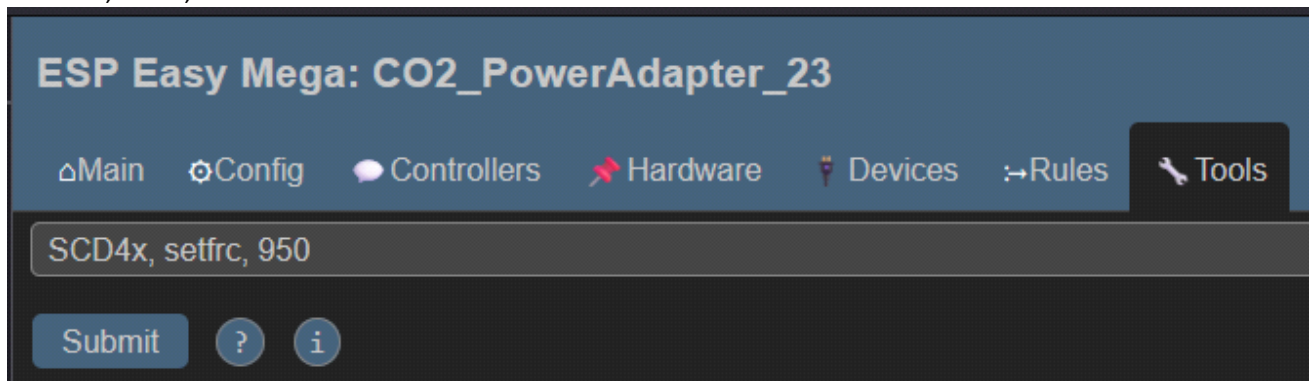 ESP Easy Mega: CO2_PowerAdapter_23
⌂Main ⚙Config 💬Controllers 📌Hardware 🔌Devices Rules 🔧Tools
SCD4x, setfrc, 950
Submit ? i